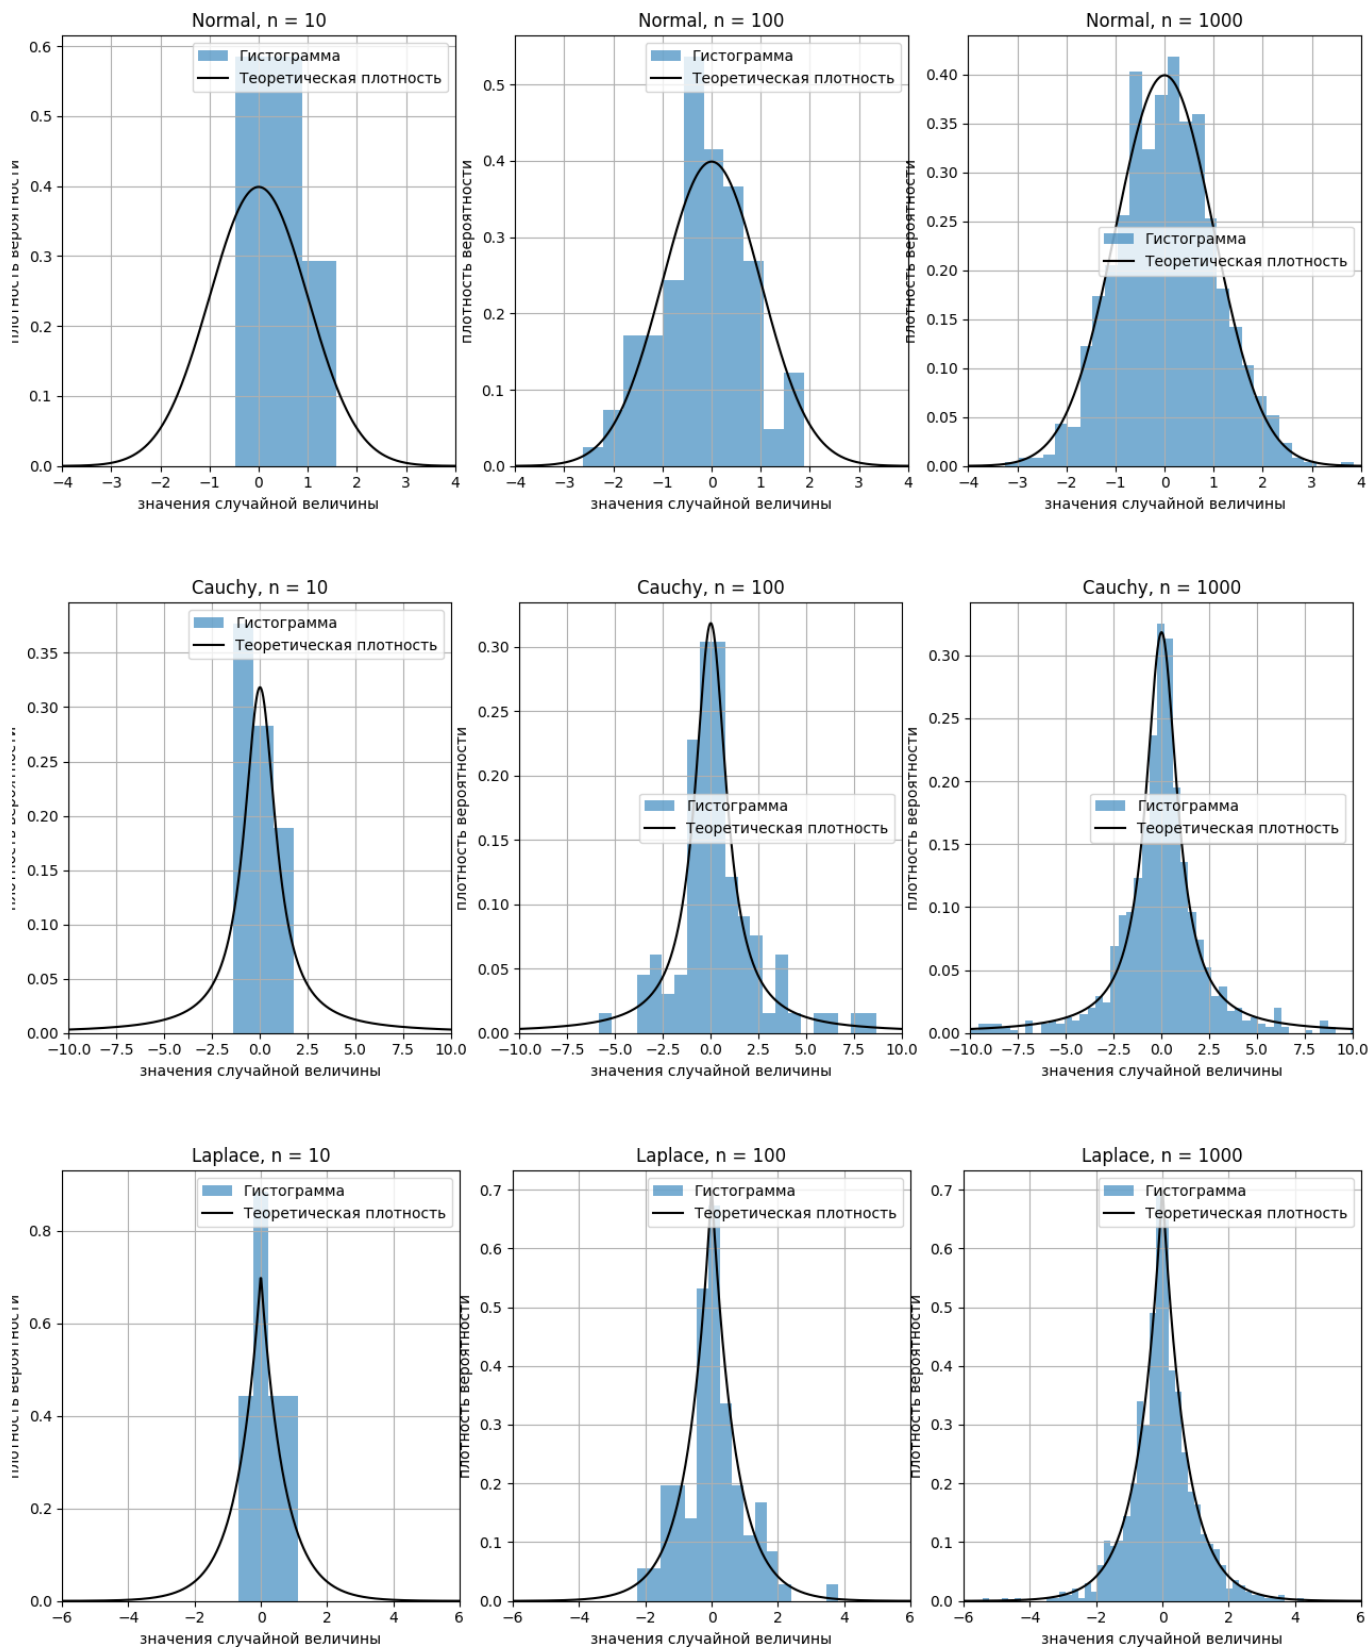 Normal, n = 10
Гистограмма
Теоретическая плотность
0.6
0.5
0.4
0.3
0.2
0.1
0.0
плотность вероятности
−4 −3 −2 −1 0 1 2 3 4
значения случайной величины
Normal, n = 100
Гистограмма
Теоретическая плотность
0.5
0.4
0.3
0.2
0.1
0.0
плотность вероятности
−4 −3 −2 −1 0 1 2 3 4
значения случайной величины
Normal, n = 1000
0.40
0.35
0.30
0.25
0.20
0.15
0.10
0.05
0.00
плотность вероятности
Гистограмма
Теоретическая плотность
−4 −3 −2 −1 0 1 2 3 4
значения случайной величины
Cauchy, n = 10
Гистограмма
Теоретическая плотность
0.35
0.30
0.25
0.20
0.15
0.10
0.05
0.00
плотность вероятности
−10.0 −7.5 −5.0 −2.5 0.0 2.5 5.0 7.5 10.0
значения случайной величины
Cauchy, n = 100
0.30
0.25
0.20
0.15
0.10
0.05
0.00
плотность вероятности
Гистограмма
Теоретическая плотность
−10.0 −7.5 −5.0 −2.5 0.0 2.5 5.0 7.5 10.0
значения случайной величины
Cauchy, n = 1000
0.30
0.25
0.20
0.15
0.10
0.05
0.00
плотность вероятности
Гистограмма
Теоретическая плотность
−10.0 −7.5 −5.0 −2.5 0.0 2.5 5.0 7.5 10.0
значения случайной величины
Laplace, n = 10
Гистограмма
Теоретическая плотность
0.8
0.6
0.4
0.2
0.0
плотность вероятности
−6 −4 −2 0 2 4 6
значения случайной величины
Laplace, n = 100
Гистограмма
Теоретическая плотность
0.7
0.6
0.5
0.4
0.3
0.2
0.1
0.0
плотность вероятности
−6 −4 −2 0 2 4 6
значения случайной величины
Laplace, n = 1000
Гистограмма
Теоретическая плотность
0.7
0.6
0.5
0.4
0.3
0.2
0.1
0.0
плотность вероятности
−6 −4 −2 0 2 4 6
значения случайной величины